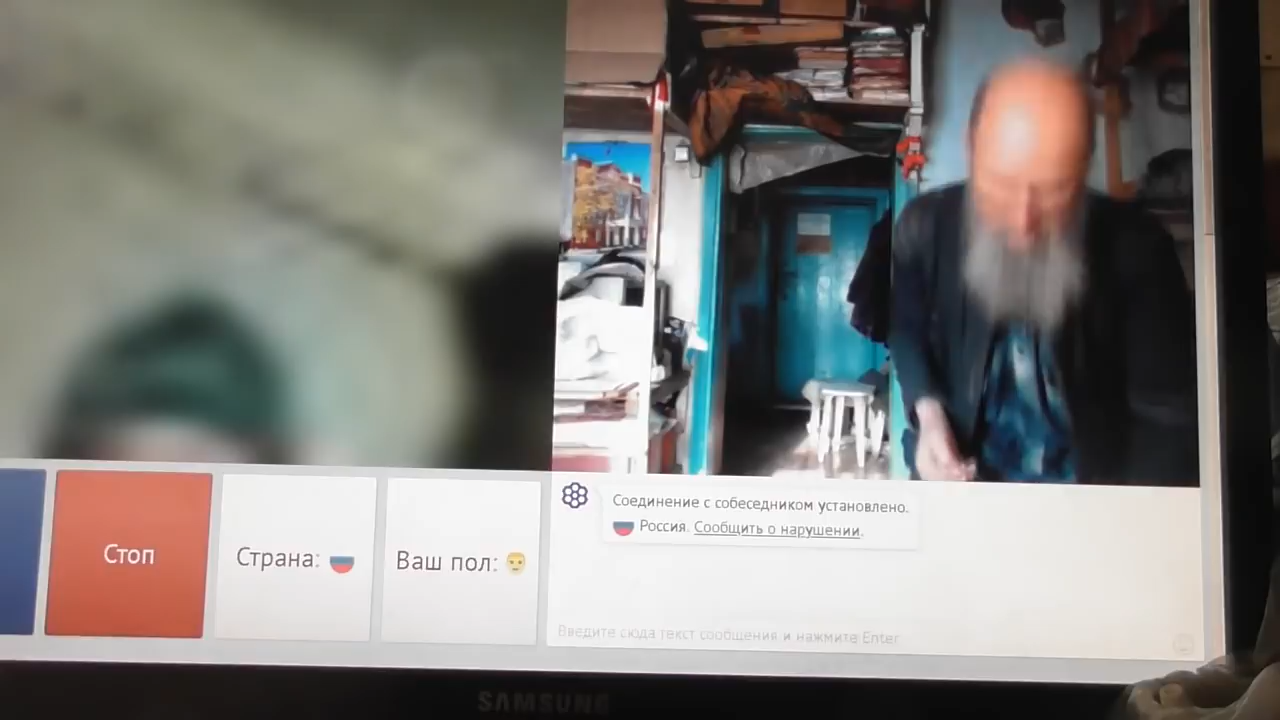 Соединение с собеседником установлено.
Россия. Сообщить о нарушении.
Стоп
Страна:
Ваш пол:
Введите сюда текст сообщения и нажмите Enter
SAMSUNG